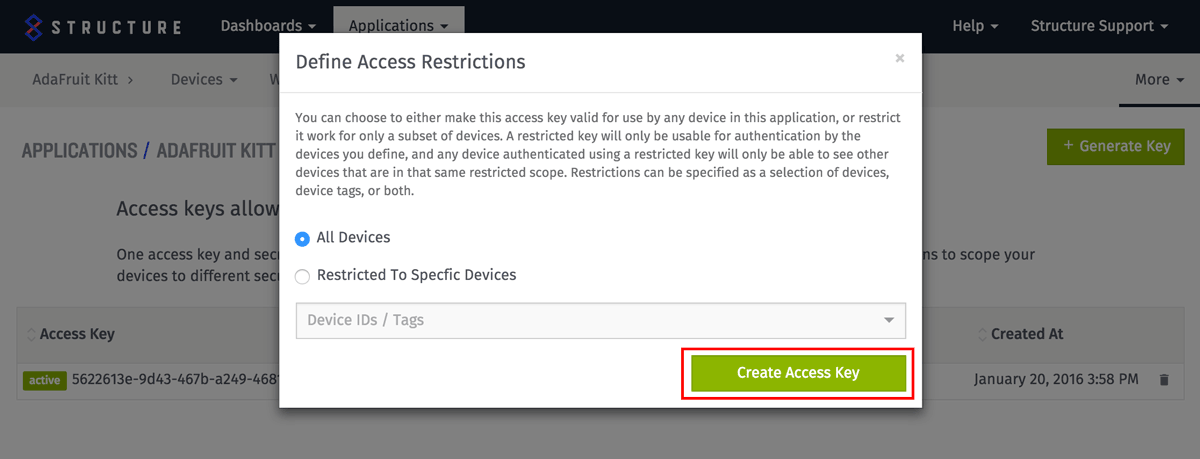 STRUCTURE
Dashboards
Applications
Help
Structure Support
AdaFruit Kitt
Devices
W
More
Define Access Restrictions
×
You can choose to either make this access key valid for use by any device in this application, or restrict
it work for only a subset of devices. A restricted key will only be usable for authentication by the
devices you define, and any device authenticated using a restricted key will only be able to see other
devices that are in that same restricted scope. Restrictions can be specified as a selection of devices,
device tags, or both.
APPLICATIONS / ADAFRUIT KITT
+ Generate Key
Access keys allow
One access key and secu
ns to scope your
devices to different secu
All Devices
Restricted To Specfic Devices
Device IDs / Tags
Create Access Key
Access Key
Created At
active 5622613e-9d43-467b-a249-4681
January 20, 2016 3:58 PM